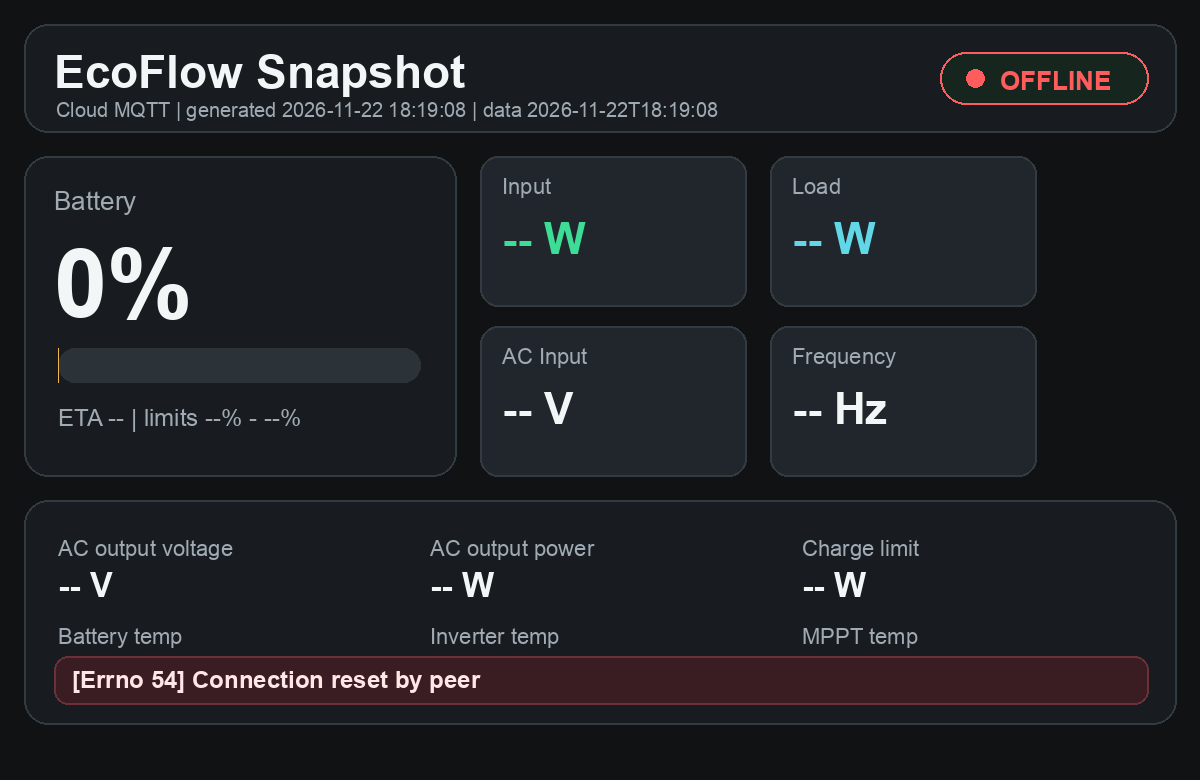 EcoFlow Snapshot
Cloud MQTT | generated 2026-11-22 18:19:08 | data 2026-11-22T18:19:08
OFFLINE
Battery
0%
ETA -- | limits --% - --%
Input
-- W
Load
-- W
AC Input
-- V
Frequency
-- Hz
AC output voltage
-- V
AC output power
-- W
Charge limit
-- W
Battery temp
Inverter temp
MPPT temp
[Errno 54] Connection reset by peer